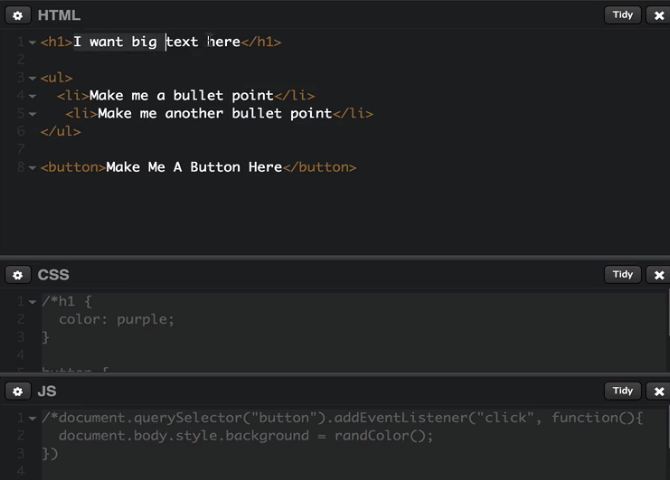 HTML
Tidy
1 <h1>I want big text here</h1>
2
3 <ul>
4 <li>Make me a bullet point</li>
5 <li>Make me another bullet point</li>
6 </ul>
7
8 <button>Make Me A Button Here</button>
CSS
Tidy
1 /*h1 {
2 color: purple;
3 }
4
button {
JS
Tidy
1 /*document.querySelector("button").addEventListener("click", function(){
2 document.body.style.background = randColor();
3 })
4